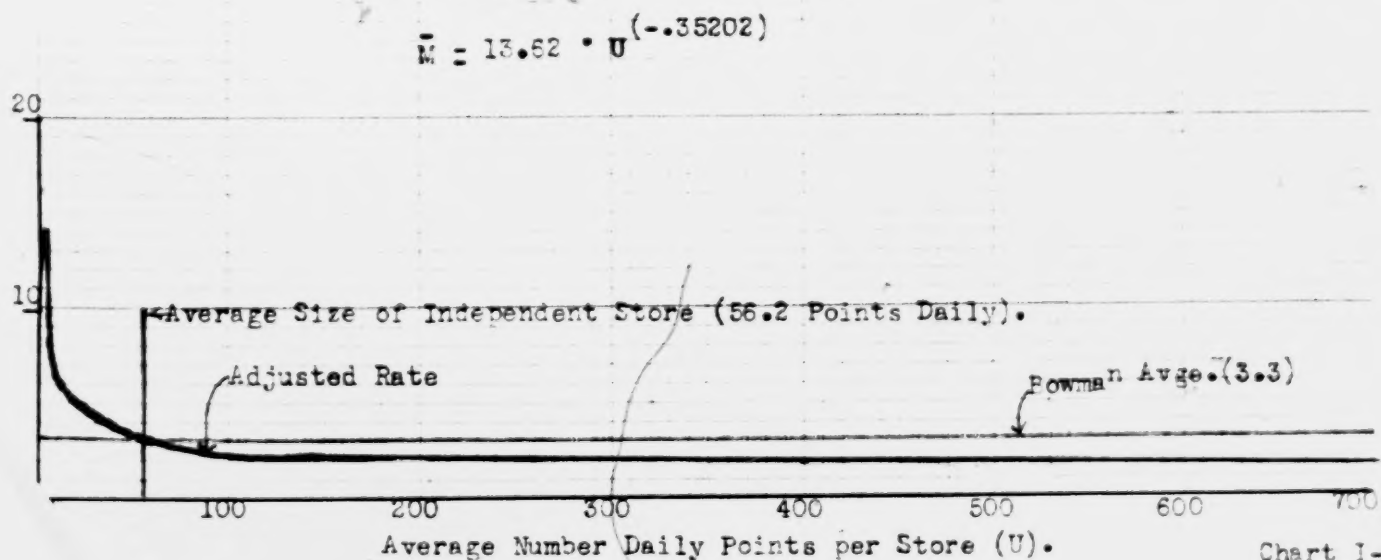 M̄ = 13.62 · U(-.35202)
20
10
Average Size of Independent Store (56.2 Points Daily).
Adjusted Rate
Bowman Avge.(3.3)
100 200 300 400 500 600 700
Average Number Daily Points per Store (U).
Chart I-